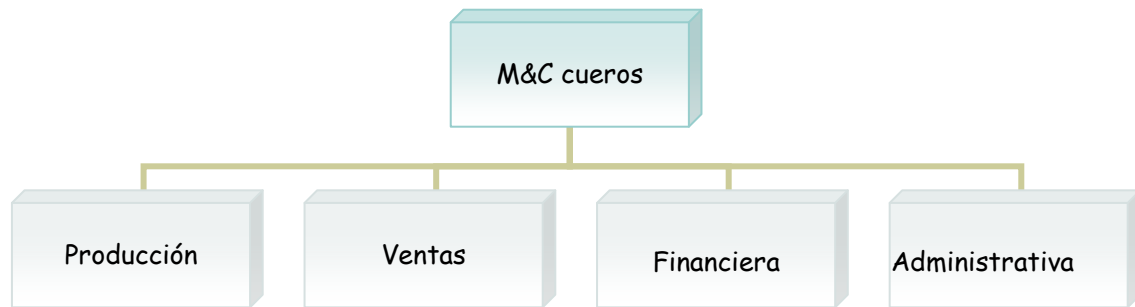 M&C cueros
Producción
Ventas
Financiera
Administrativa